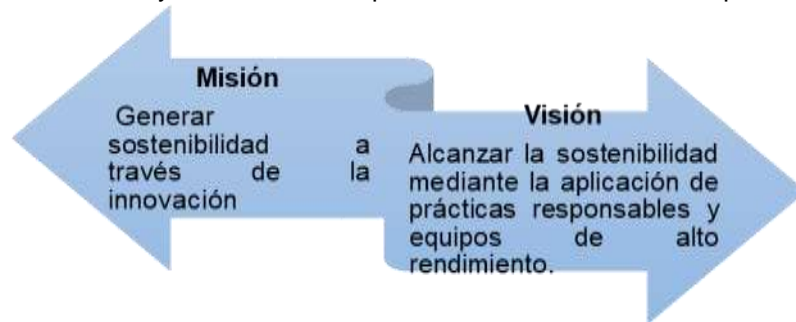 Misión
Generar
sostenibilidad a
través de la
innovación
Visión
Alcanzar la sostenibilidad
mediante la aplicación de
prácticas responsables y
equipos de alto
rendimiento.